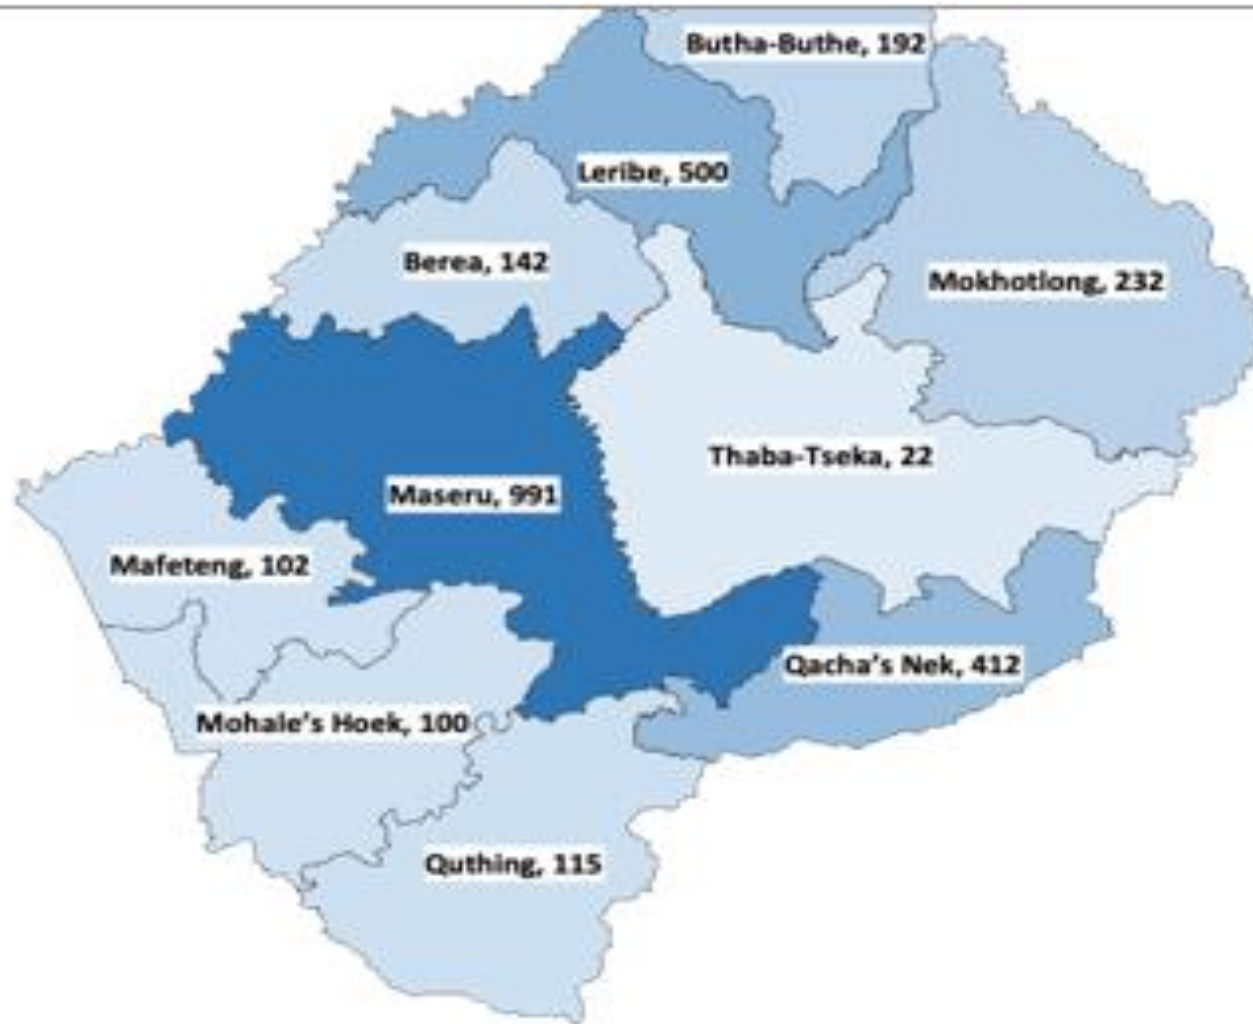 Butha-Buthe, 192
Leribe, 500
Berea, 142
Mokhotlong, 232
Thaba-Tseka, 22
Maseru, 991
Mafeteng, 102
Qacha’s Nek, 412
Mohale’s Hoek, 100
Quthing, 115